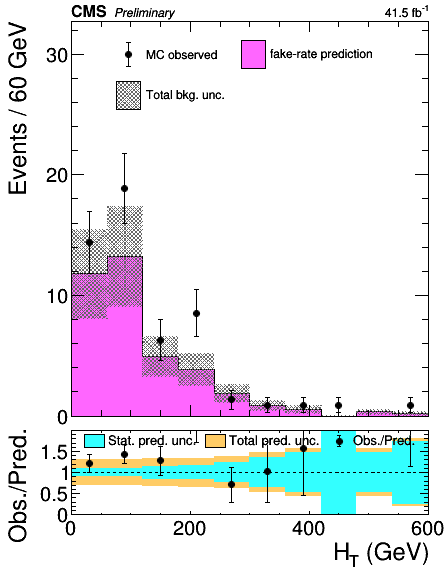 CMS Preliminary 41.5 fb⁻¹
Events / 60 GeV
30
20
10
0
MC observed
fake-rate prediction
Total bkg. unc.
Obs./Pred.
1.5
1
0.5
0
Stat. pred. unc.
Total pred. unc.
Obs./Pred.
0 200 400 600
H_T (GeV)